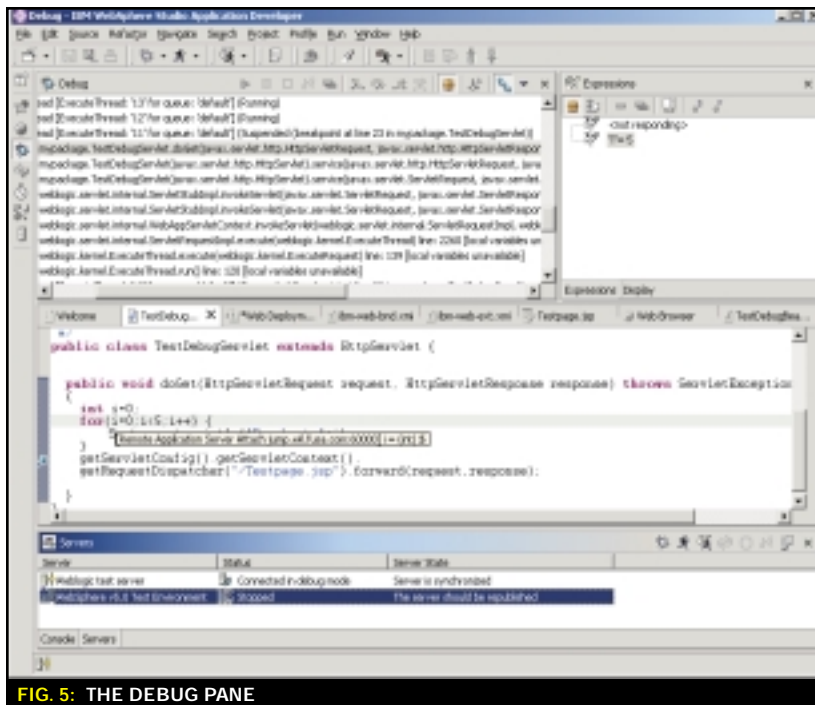 Debug - IBM WebSphere Studio Application Developer
File Edit Source Refactor Navigate Search Project Profile Run Window Help
Debug
Expressions
[ExecuteThread: '13' for queue: 'default'] (Running)
[ExecuteThread: '12' for queue: 'default'] (Running)
[ExecuteThread: '11' for queue: 'default'] (Suspended (breakpoint at line 23 in mypackage.TestDebugServlet))
mypackage.TestDebugServlet.doGet(javax.servlet.http.HttpServletRequest, javax.servlet.http.HttpServletRespor
mypackage.TestDebugServlet(javax.servlet.http.HttpServlet).service(javax.servlet.http.HttpServletRequest, java
mypackage.TestDebugServlet(javax.servlet.http.HttpServlet).service(javax.servlet.ServletRequest, javax.servlet
weblogic.servlet.internal.ServletStubImpl.invokeServlet(javax.servlet.ServletRequest, javax.servlet.ServletRespor
weblogic.servlet.internal.ServletStubImpl.invokeServlet(javax.servlet.ServletRequest, javax.servlet.ServletRespor
weblogic.servlet.internal.WebAppServletContext.invokeServlet(weblogic.servlet.internal.ServletRequestImpl, webk
weblogic.servlet.internal.ServletRequestImpl.execute(weblogic.kernel.ExecuteThread) line: 2260 [local variables un
weblogic.kernel.ExecuteThread.execute(weblogic.kernel.ExecuteRequest) line: 139 [local variables unavailable]
weblogic.kernel.ExecuteThread.run() line: 120 [local variables unavailable]
<not responding>
Expressions Display
Welcome TestDebug... *Web Deploym... ibm-web-bnd.xmi ibm-web-ext.xmi Testpage.jsp Web Browser TestDebugBea...
*/
public class TestDebugServlet extends HttpServlet {
public void doGet(HttpServletRequest request, HttpServletResponse response) throws ServletException
{
int i=0;
for(i=0;i<5;i++) {
}
getServletConfig().getServletContext().
getRequestDispatcher("/Testpage.jsp").forward(request,response);
}
Servers
Server Status Server State
Weblogic test server Connected in debug mode Server is synchronized
WebSphere v5.0 Test Environment Stopped The server should be republished
Console Servers
FIG. 5: THE DEBUG PANE